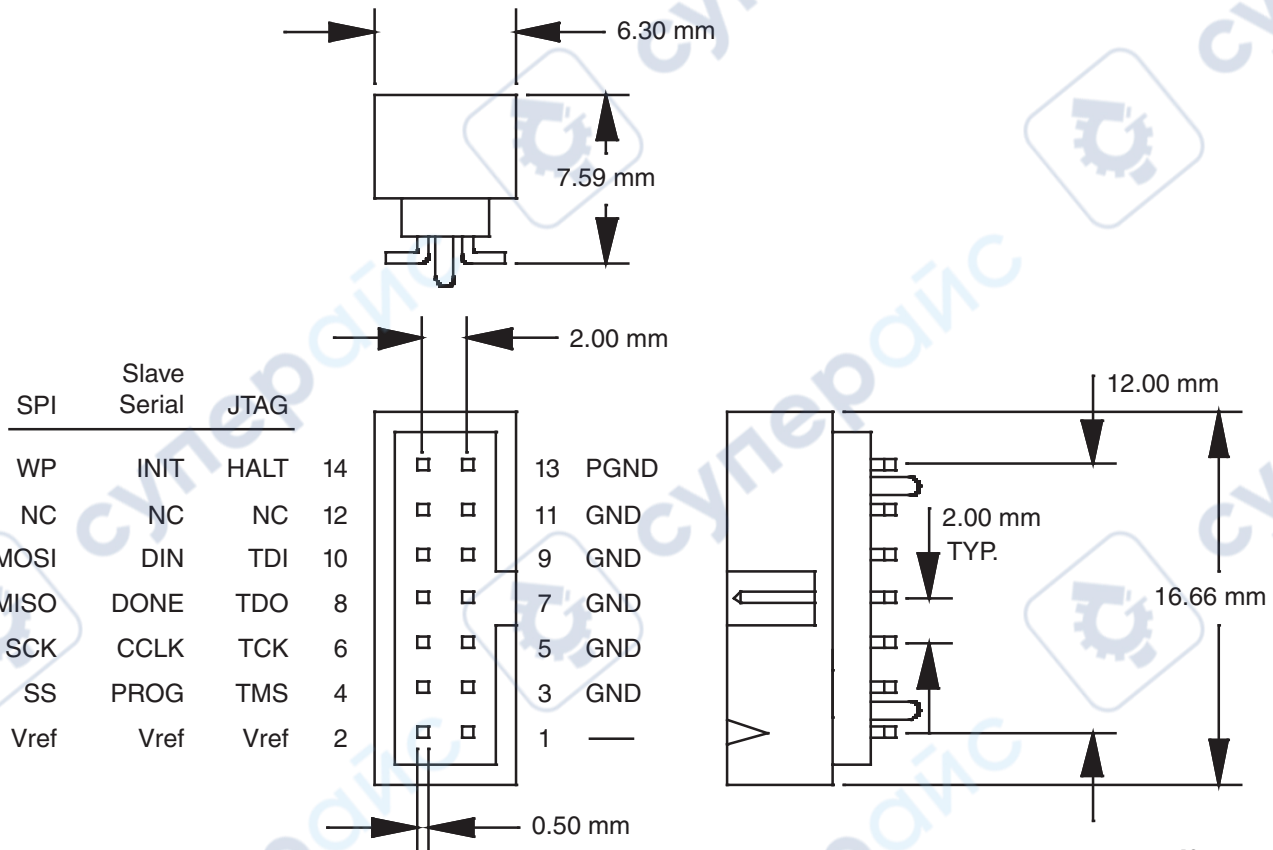 6.30 mm
7.59 mm
2.00 mm
12.00 mm
Slave
SPI Serial JTAG
WP INIT HALT 14 13 PGND
NC NC NC 12 11 GND
MOSI DIN TDI 10 9 GND
MISO DONE TDO 8 7 GND
SCK CCLK TCK 6 5 GND
SS PROG TMS 4 3 GND
Vref Vref Vref 2 1 —
2.00 mm
TYP.
16.66 mm
0.50 mm
суперайс
суперайс